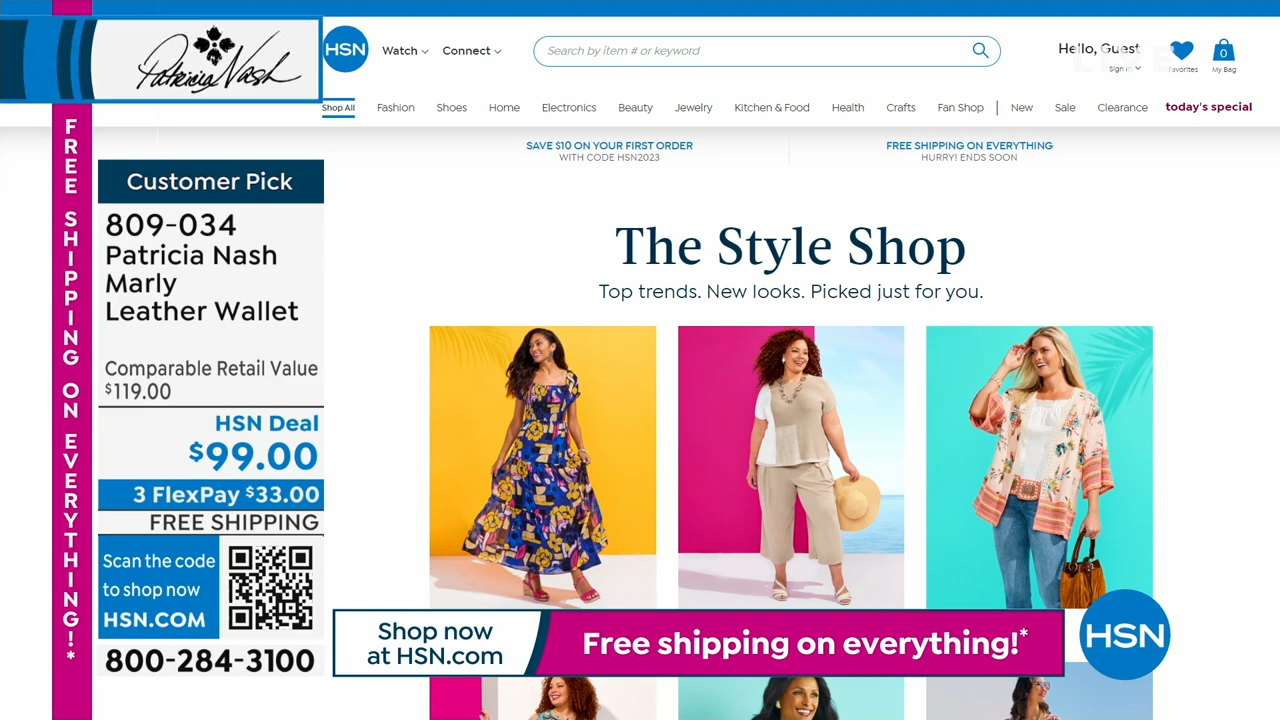 Patricia Nash
FREE SHIPPING ON EVERYTHING!*
Customer Pick
809-034
Patricia Nash
Marly
Leather Wallet
Comparable Retail Value
$119.00
HSN Deal
$99.00
3 FlexPay $33.00
FREE SHIPPING
Scan the code
to shop now
HSN.COM
800-284-3100
HSN
Watch
Connect
Search by item # or keyword
Hello, Guest
Sign in
Favorites
0
My Bag
Shop All
Fashion
Shoes
Home
Electronics
Beauty
Jewelry
Kitchen & Food
Health
Crafts
Fan Shop
New
Sale
Clearance
today's special
SAVE $10 ON YOUR FIRST ORDER
WITH CODE HSN2023
FREE SHIPPING ON EVERYTHING
HURRY! ENDS SOON
The Style Shop
Top trends. New looks. Picked just for you.
Shop now
at HSN.com
Free shipping on everything!*
HSN